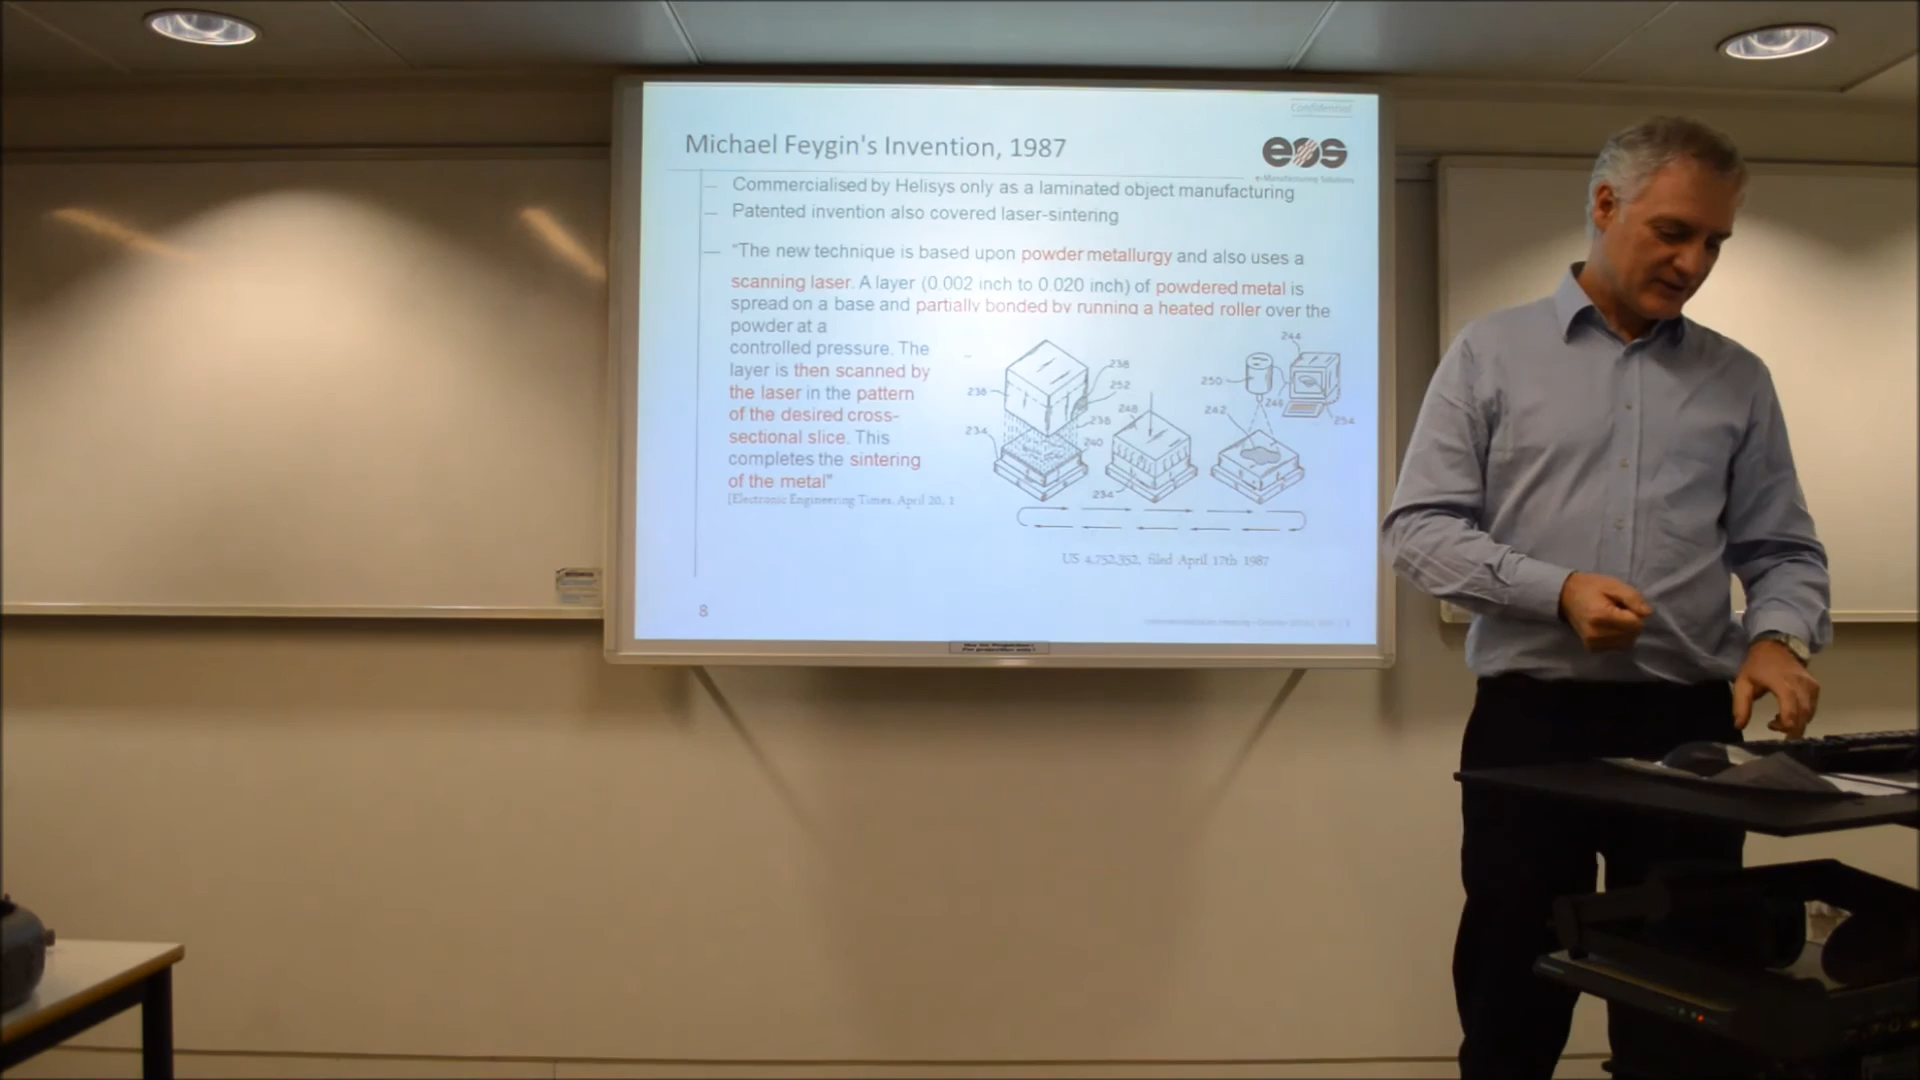 Confidential
Michael Feygin's Invention, 1987
eos
e-Manufacturing Solutions
— Commercialised by Helisys only as a laminated object manufacturing
— Patented invention also covered laser-sintering
— "The new technique is based upon powder metallurgy and also uses a
scanning laser. A layer (0.002 inch to 0.020 inch) of powdered metal is
spread on a base and partially bonded by running a heated roller over the
powder at a
controlled pressure. The
layer is then scanned by
the laser in the pattern
of the desired cross-
sectional slice. This
completes the sintering
of the metal"
[Electronic Engineering Times, April 20, 1
236
238
252
238
234
240
248
234
244
250
246
242
254
US 4,752,352, filed April 17th 1987
8